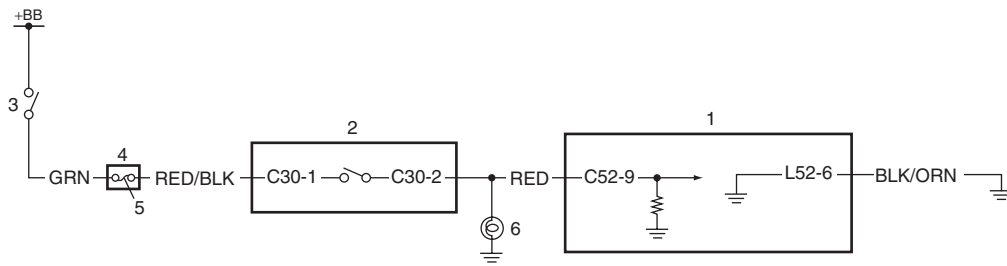 +BB
3
GRN
4
5
RED/BLK
2
C30-1
C30-2
6
RED
1
C52-9
L52-6
BLK/ORN